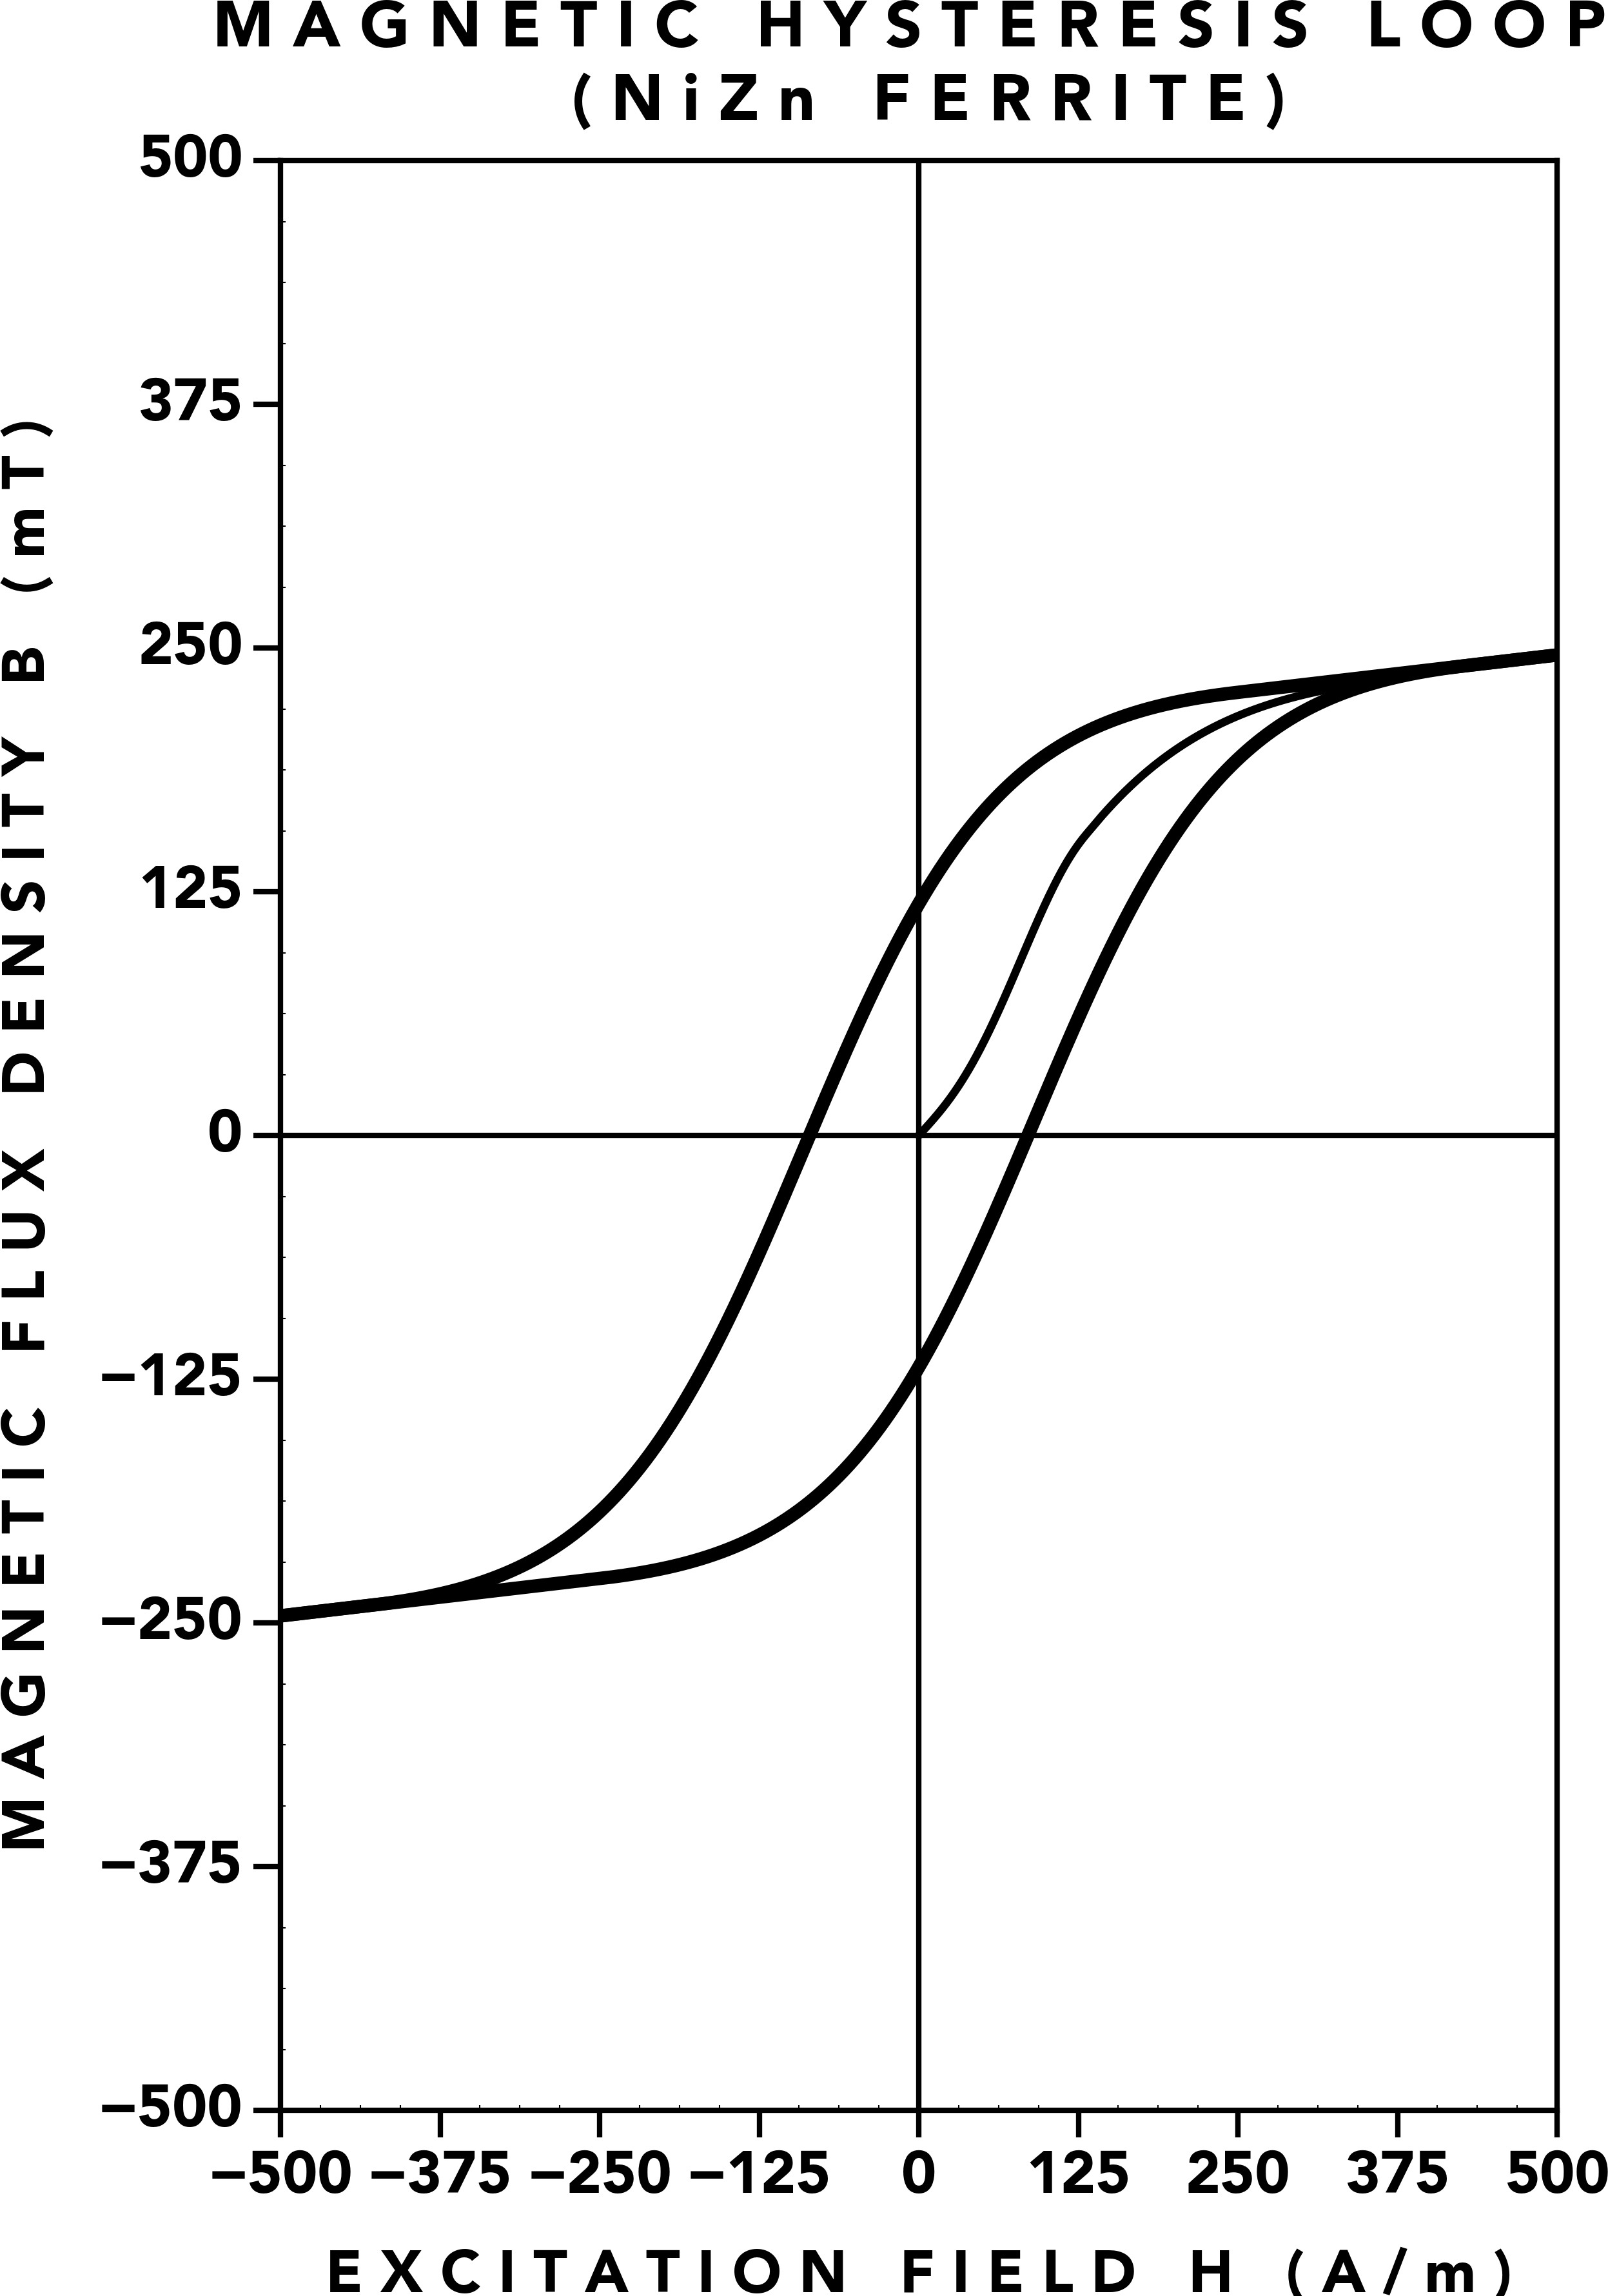 MAGNETIC HYSTERESIS LOOP
(NiZn FERRITE)
MAGNETIC FLUX DENSITY B (mT)
500
375
250
125
0
−125
−250
−375
−500
−500 −375 −250 −125 0 125 250 375 500
EXCITATION FIELD H (A/m)